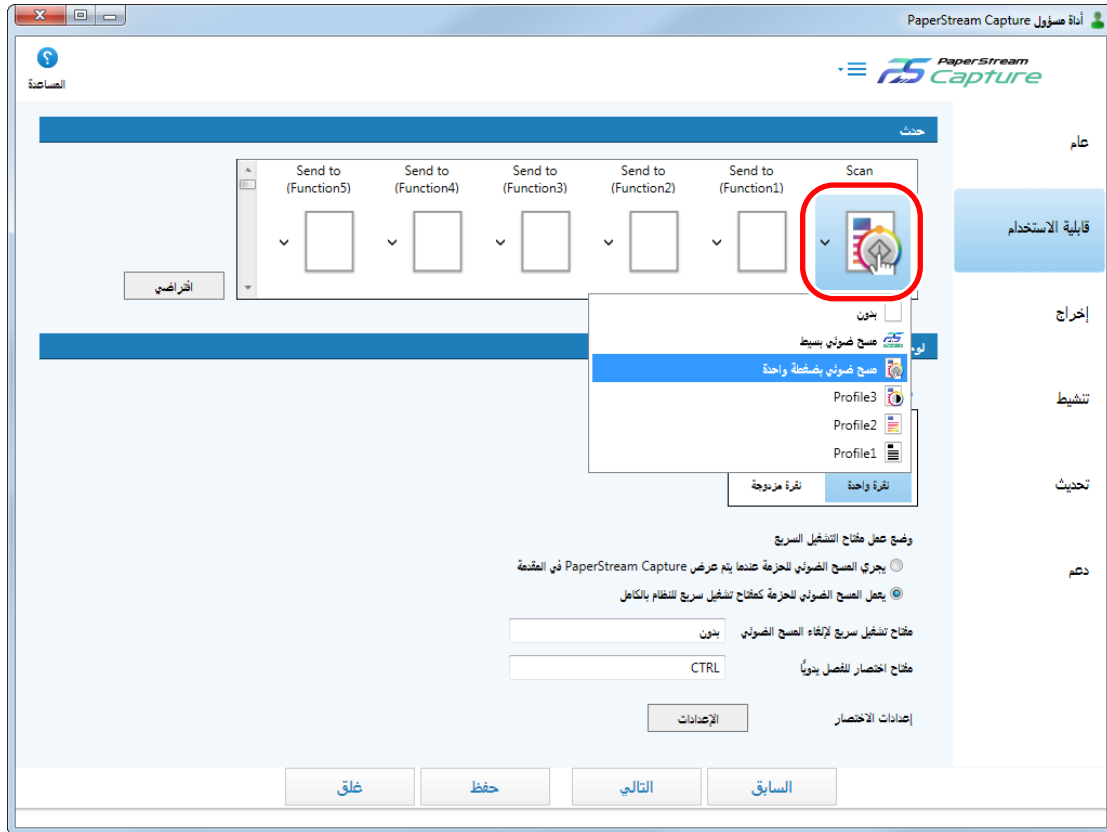 أداة مسؤول PaperStream Capture
PaperStream
Capture
المساعدة
عام
قابلية الاستخدام
إخراج
تنشيط
تحديث
دعم
حدث
Scan
Send to
(Function1)
Send to
(Function2)
Send to
(Function3)
Send to
(Function4)
Send to
(Function5)
افتراضي
بدون
مسح ضوئي بسيط
مسح ضوئي بضغطة واحدة
Profile3
Profile2
Profile1
نقرة واحدة
نقرة مزدوجة
وضع عمل مفتاح التشغيل السريع
يجري المسح الضوئي للحزمة عندما يتم عرض PaperStream Capture في المقدمة
يعمل المسح الضوئي للحزمة كمفتاح تشغيل سريع للنظام بالكامل
مفتاح تشغيل سريع لإلغاء المسح الضوئي بدون
مفتاح اختصار للفصل يدويًا CTRL
إعدادات الاختصار الإعدادات
السابق
التالي
حفظ
غلق